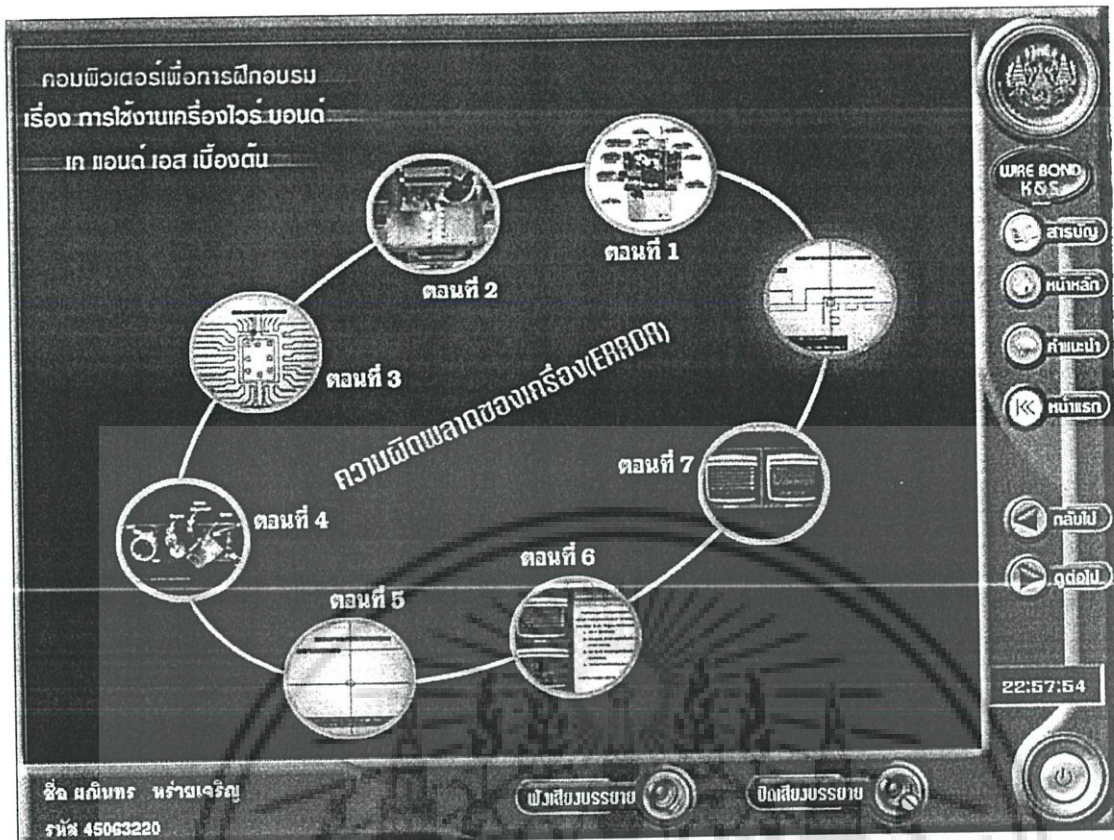 คอมพิวเตอร์เพื่อการฝึกอบรม
เรื่อง การใช้งานเครื่องไวร์ บอนด์
เค แอนด์ เอส เบื้องต้น
ตอนที่ 1
ตอนที่ 2
ตอนที่ 3
ตอนที่ 4
ตอนที่ 5
ตอนที่ 6
ตอนที่ 7
ความผิดพลาดของเครื่อง(ERROR)
WIRE BOND
K&S
สารบัญ
หน้าหลัก
คำแนะนำ
หน้าแรก
กลับไป
ดูต่อไป
22:57:54
ชื่อ มณินทร หร่ายเจริญ
รหัส 45063220
ฟังเสียงบรรยาย
ปิดเสียงบรรยาย